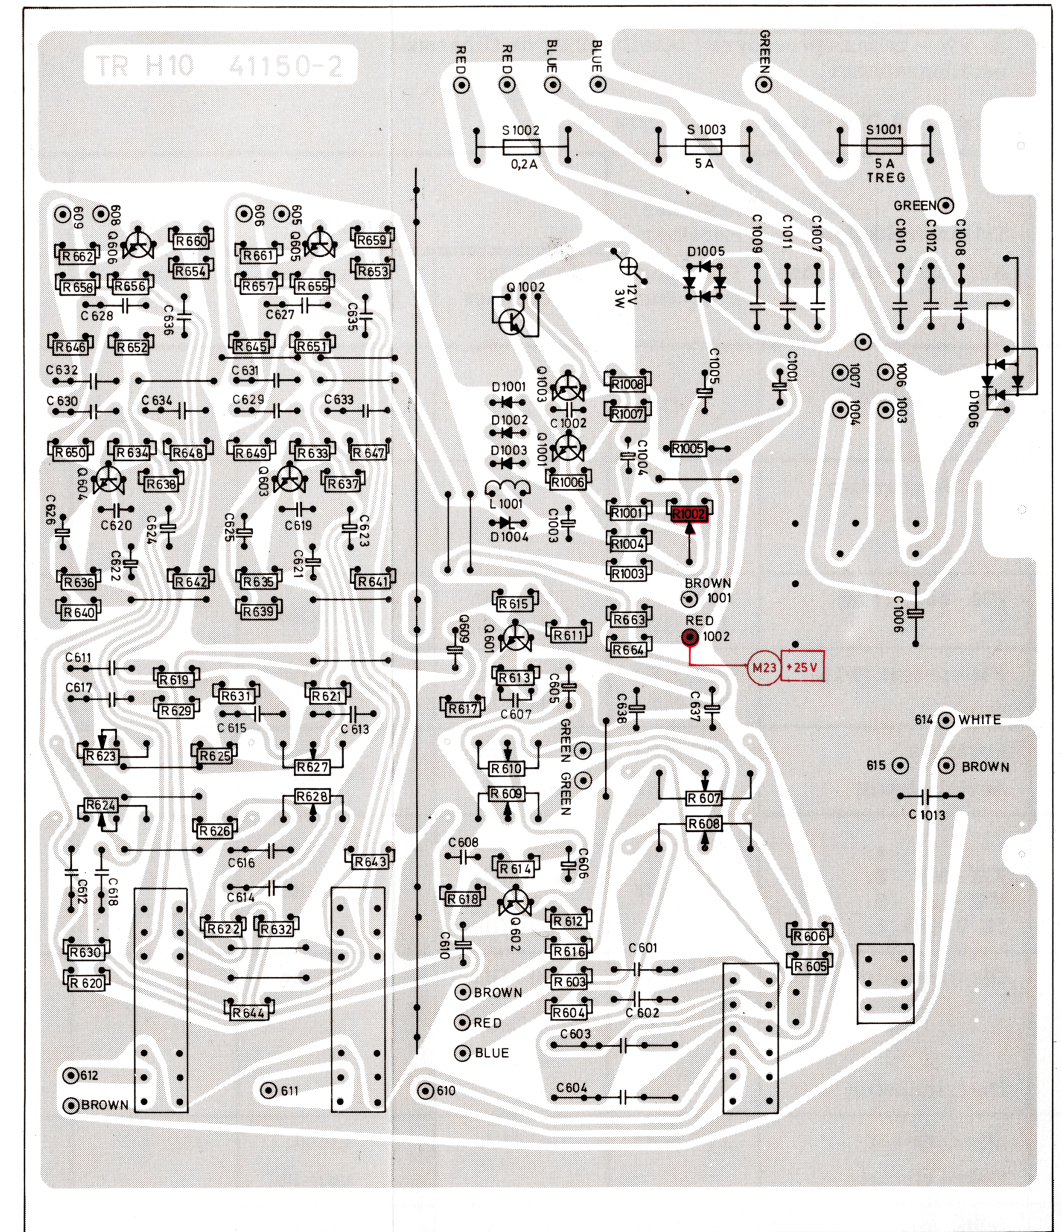 TR H10 41150-2
RED RED BLUE BLUE GREEN
S 1002 S 1003 S 1001
0,2A 5 A 5 A
TREG
GREEN
609 608 606 605
Q606 Q605
R 660 R 659
R 662 R 661
R 654 R 653
R 658 R 656 R 657 R 655
C 628 C 636 C 627 C 635
Q 1002
12V
3W
D1005
C1009 C1011 C1007 C1010 C1012 C1008
R 646 R 652 R 645 R 651
C 632 C 631
C 630 C 634 C 629 C 633
D1001 Q1003 R1008
R1007
C 1002
C1005 C1001
1007 1006
1004 1003
D1006
D1002
D1003 Q1001
R1006
C1004
R1005
R 650 R 634 R 648 R 649 R 633 R 647
Q 604 R 638 Q603 R 637
C 626 C 620 C 624 C 625 C 619 C 623
C 622 C 621
L 1001
D1004 C 1003
R1001 R1002
R1004
R1003
R 636 R 642 R 635 R 641
R 640 R 639
BROWN
1001
RED
1002
M23 +25V
R 615
Q609 Q601 R 611
R 663
R 664
C1006
C 611 R 619
C 617 R 629
R 631 R 621
C 615 C 613
R 613
R 617 C 607
C 605
C 638 C 637
614 WHITE
615 BROWN
C 1013
R 623 R 625 R 627
R 610
GREEN
GREEN
R 609
R 607
R 608
R 624 R 628
R 626
C 616 R 643
C 614
C 612 C 618
C 608 R 614 C 606
R 618
Q 602
C 610
R 622 R 632
R 630
R 620
R 644
R 612
R 616
R 603
R 604
C 601
C 602
C 603
C 604
R 606
R 605
BROWN
RED
BLUE
612
BROWN
611
610